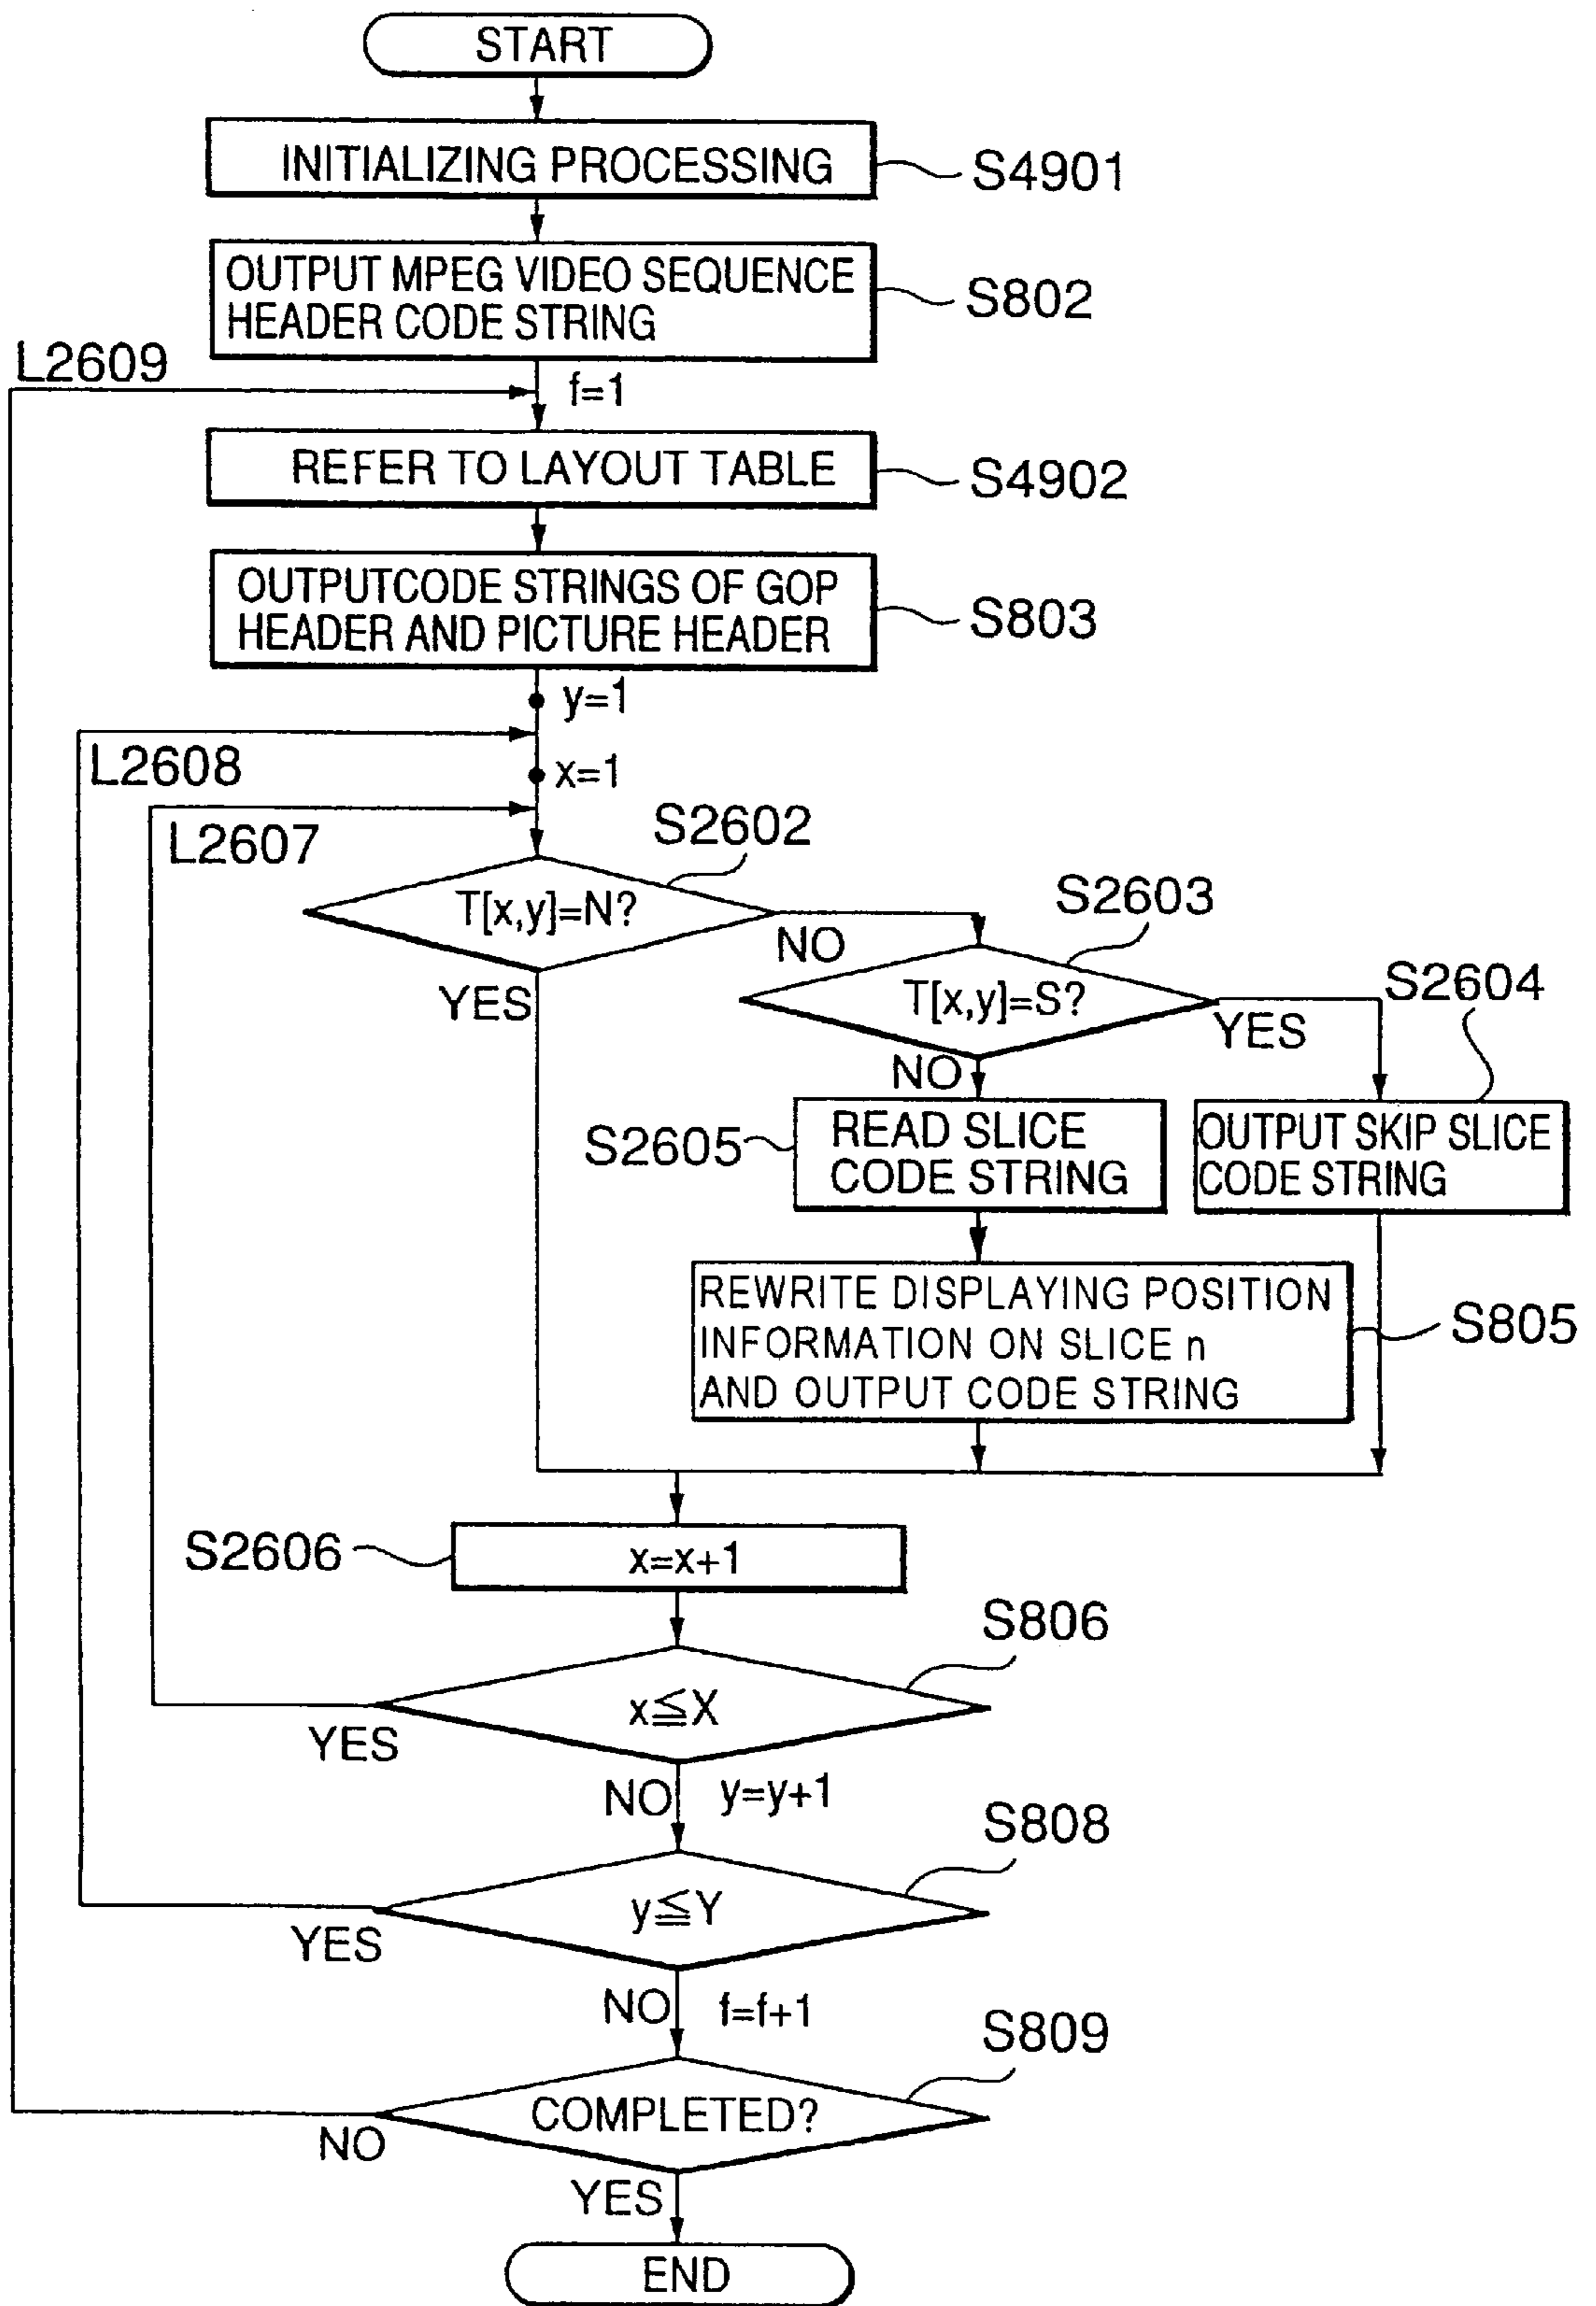 START
INITIALIZING PROCESSING
S4901
OUTPUT MPEG VIDEO SEQUENCE
HEADER CODE STRING
S802
L2609
f=1
REFER TO LAYOUT TABLE
S4902
OUTPUTCODE STRINGS OF GOP
HEADER AND PICTURE HEADER
S803
y=1
L2608
x=1
L2607
S2602
T[x,y]=N?
NO
YES
S2603
T[x,y]=S?
YES
NO
S2604
S2605
READ SLICE
CODE STRING
OUTPUT SKIP SLICE
CODE STRING
REWRITE DISPLAYING POSITION
INFORMATION ON SLICE n
AND OUTPUT CODE STRING
S805
S2606
x=x+1
S806
x≦X
YES
NO
y=y+1
S808
y≦Y
YES
NO
f=f+1
S809
COMPLETED?
NO
YES
END